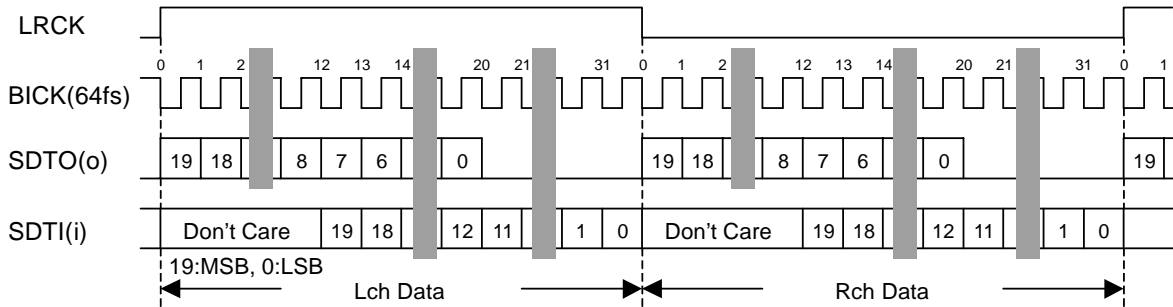 LRCK
0 1 2 12 13 14 20 21 31 0 1 2 12 13 14 20 21 31 0 1
BICK(64fs)
SDTO(o) 19 18 8 7 6 0 19 18 8 7 6 0 19
SDTI(i) Don't Care 19 18 12 11 1 0 Don't Care 19 18 12 11 1 0
19:MSB, 0:LSB
Lch Data Rch Data